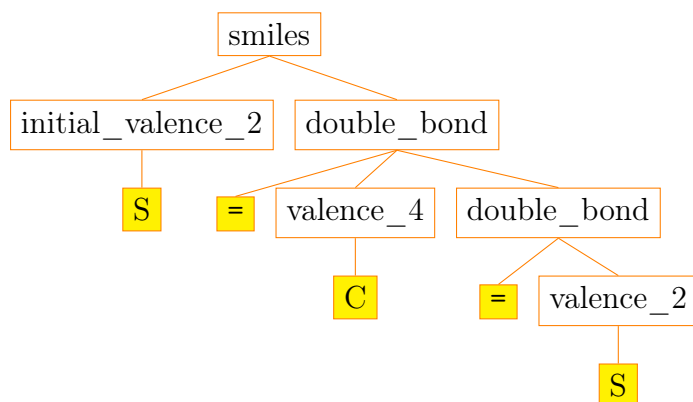 smiles
initial_valence_2 double_bond
S = valence_4 double_bond
C = valence_2
S